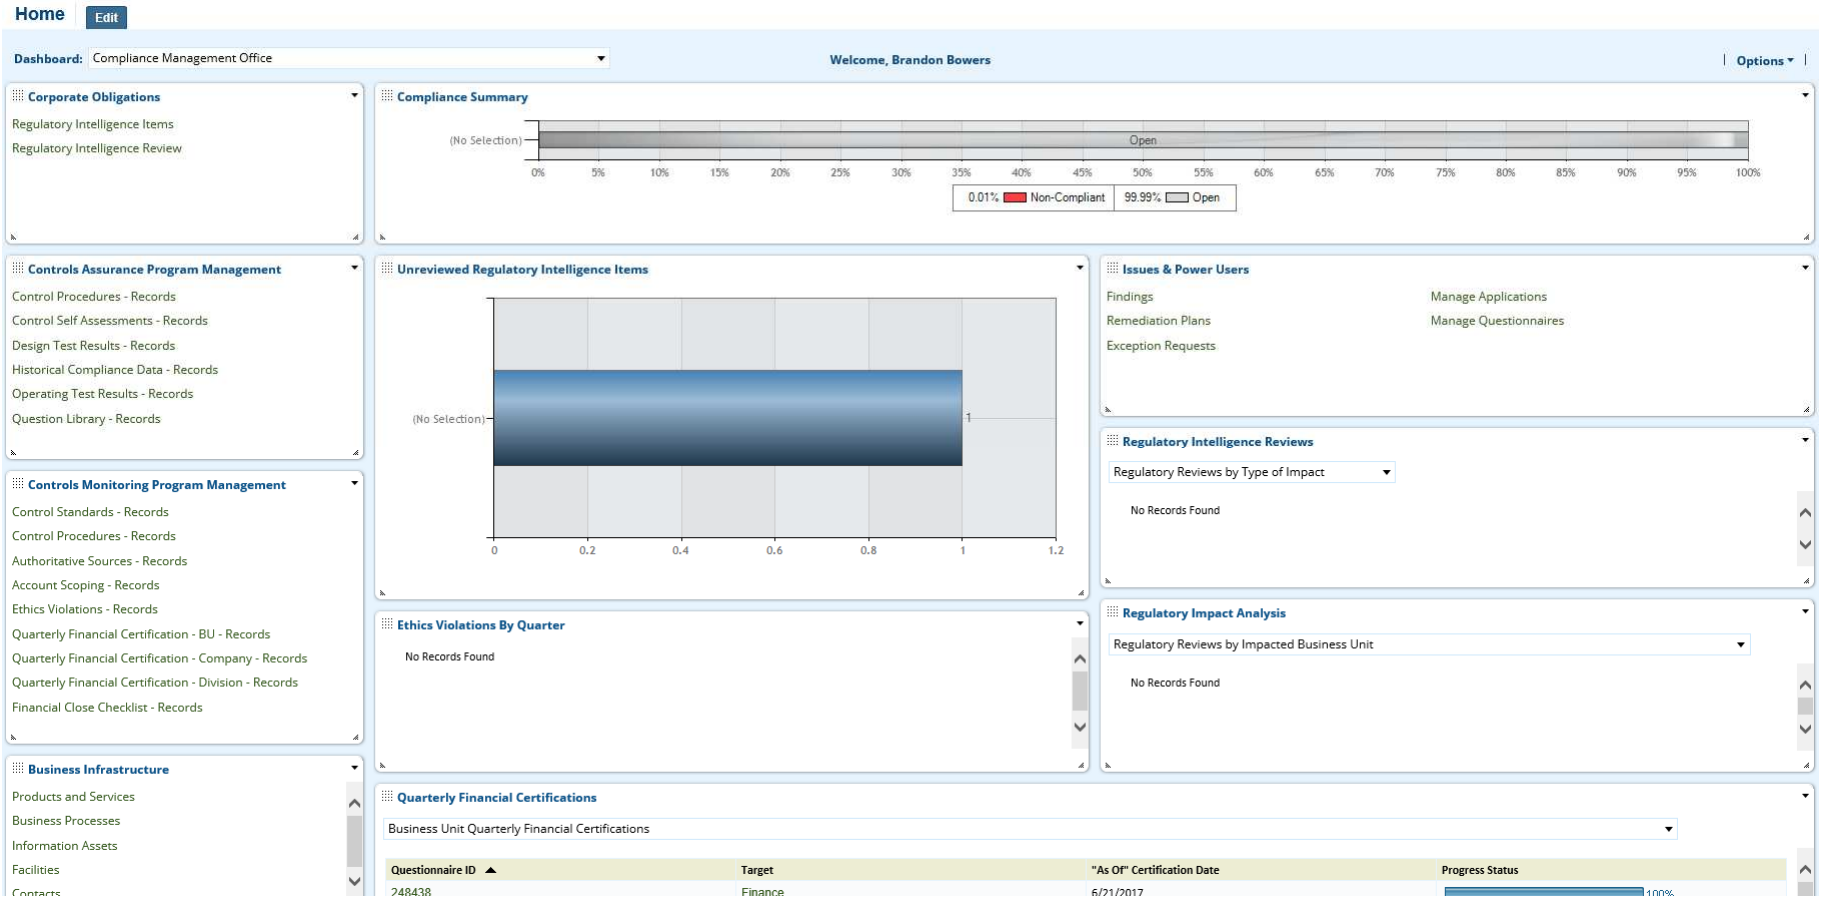 Home
Edit
Dashboard: Compliance Management Office
Welcome, Brandon Bowers
| Options |
Corporate Obligations
Regulatory Intelligence Items
Regulatory Intelligence Review
Compliance Summary
(No Selection)
Open
0% 5% 10% 15% 20% 25% 30% 35% 40% 45% 50% 55% 60% 65% 70% 75% 80% 85% 90% 95% 100%
0.01% Non-Compliant 99.99% Open
Controls Assurance Program Management
Control Procedures - Records
Control Self Assessments - Records
Design Test Results - Records
Historical Compliance Data - Records
Operating Test Results - Records
Question Library - Records
Unreviewed Regulatory Intelligence Items
(No Selection)
1
0 0.2 0.4 0.6 0.8 1 1.2
Issues & Power Users
Findings
Remediation Plans
Exception Requests
Manage Applications
Manage Questionnaires
Regulatory Intelligence Reviews
Regulatory Reviews by Type of Impact
No Records Found
Controls Monitoring Program Management
Control Standards - Records
Control Procedures - Records
Authoritative Sources - Records
Account Scoping - Records
Ethics Violations - Records
Quarterly Financial Certification - BU - Records
Quarterly Financial Certification - Company - Records
Quarterly Financial Certification - Division - Records
Financial Close Checklist - Records
Ethics Violations By Quarter
No Records Found
Regulatory Impact Analysis
Regulatory Reviews by Impacted Business Unit
No Records Found
Business Infrastructure
Products and Services
Business Processes
Information Assets
Facilities
Contacts
Quarterly Financial Certifications
Business Unit Quarterly Financial Certifications
Questionnaire ID Target "As Of" Certification Date Progress Status
248438 Finance 6/21/2017 100%